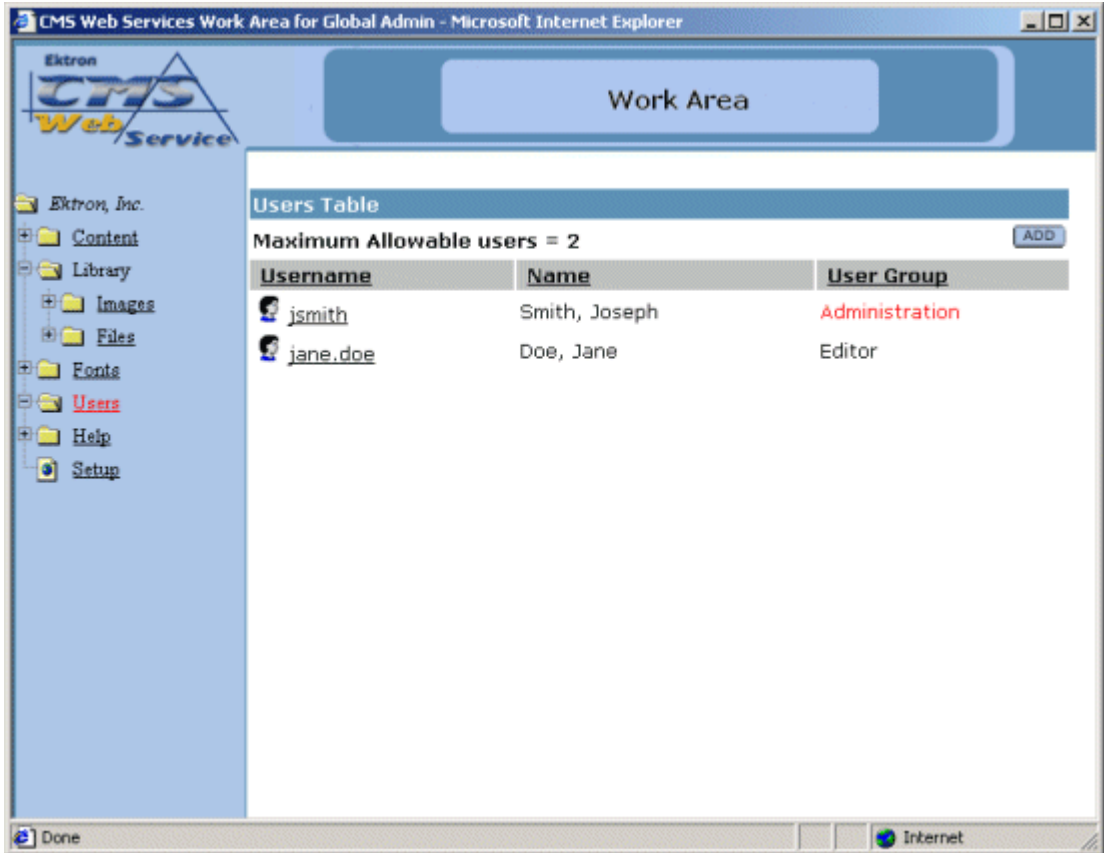 CMS Web Services Work Area for Global Admin - Microsoft Internet Explorer
Ektron
CMS
Web
Service
Work Area
Ektron, Inc.
Content
Library
Images
Files
Fonts
Users
Help
Setup
Users Table
Maximum Allowable users = 2
ADD
Username Name User Group
jsmith Smith, Joseph Administration
jane.doe Doe, Jane Editor
Done
Internet